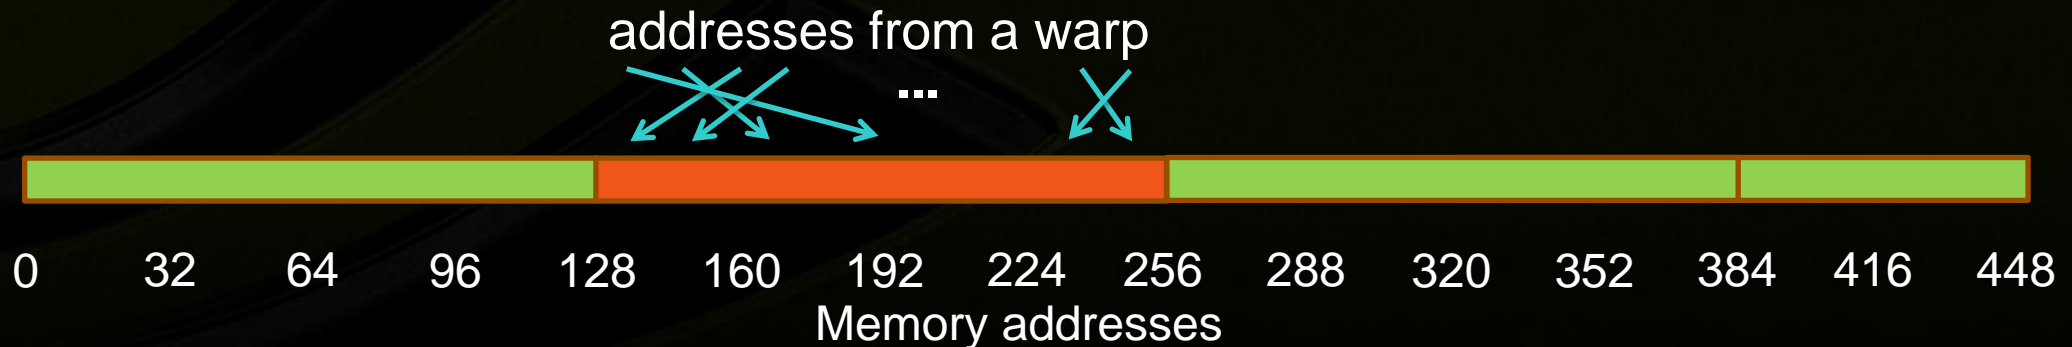 addresses from a warp
...
0 32 64 96 128 160 192 224 256 288 320 352 384 416 448
Memory addresses